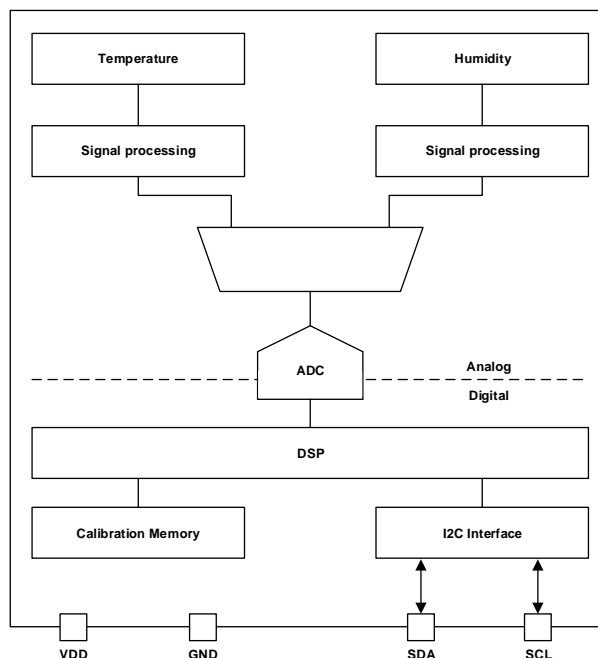 Temperature
Humidity
Signal processing
Signal processing
ADC
Analog
Digital
DSP
Calibration Memory
I2C Interface
VDD
GND
SDA
SCL